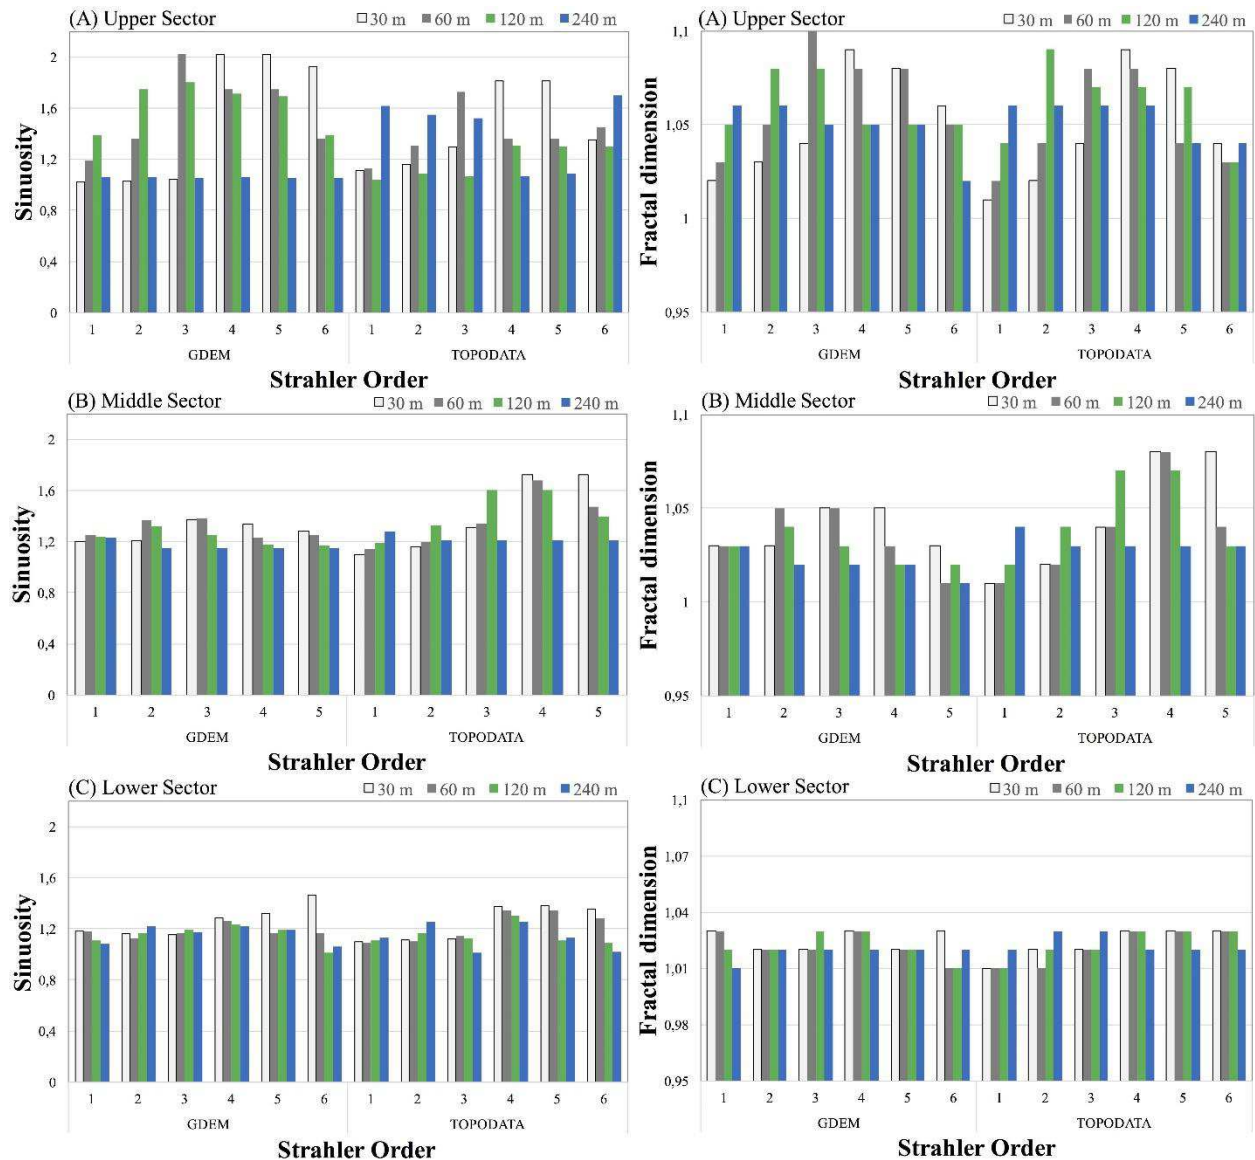 (A) Upper Sector
30 m 60 m 120 m 240 m
Sinuosity
2
1,6
1,2
0,8
0,4
0
1 2 3 4 5 6 1 2 3 4 5 6
GDEM TOPODATA
Strahler Order
(A) Upper Sector
30 m 60 m 120 m 240 m
Fractal dimension
1,1
1,05
1
0,95
1 2 3 4 5 6 1 2 3 4 5 6
GDEM TOPODATA
Strahler Order
(B) Middle Sector
30 m 60 m 120 m 240 m
Sinuosity
2
1,6
1,2
0,8
0,4
0
1 2 3 4 5 1 2 3 4 5
GDEM TOPODATA
Strahler Order
(B) Middle Sector
30 m 60 m 120 m 240 m
Fractal dimension
1,1
1,05
1
0,95
1 2 3 4 5 1 2 3 4 5
GDEM TOPODATA
Strahler Order
(C) Lower Sector
30 m 60 m 120 m 240 m
Sinuosity
2
1,6
1,2
0,8
0,4
0
1 2 3 4 5 6 1 2 3 4 5 6
GDEM TOPODATA
Strahler Order
(C) Lower Sector
30 m 60 m 120 m 240 m
Fractal dimension
1,1
1,07
1,04
1,01
0,98
0,95
1 2 3 4 5 6 1 2 3 4 5 6
GDEM TOPODATA
Strahler Order